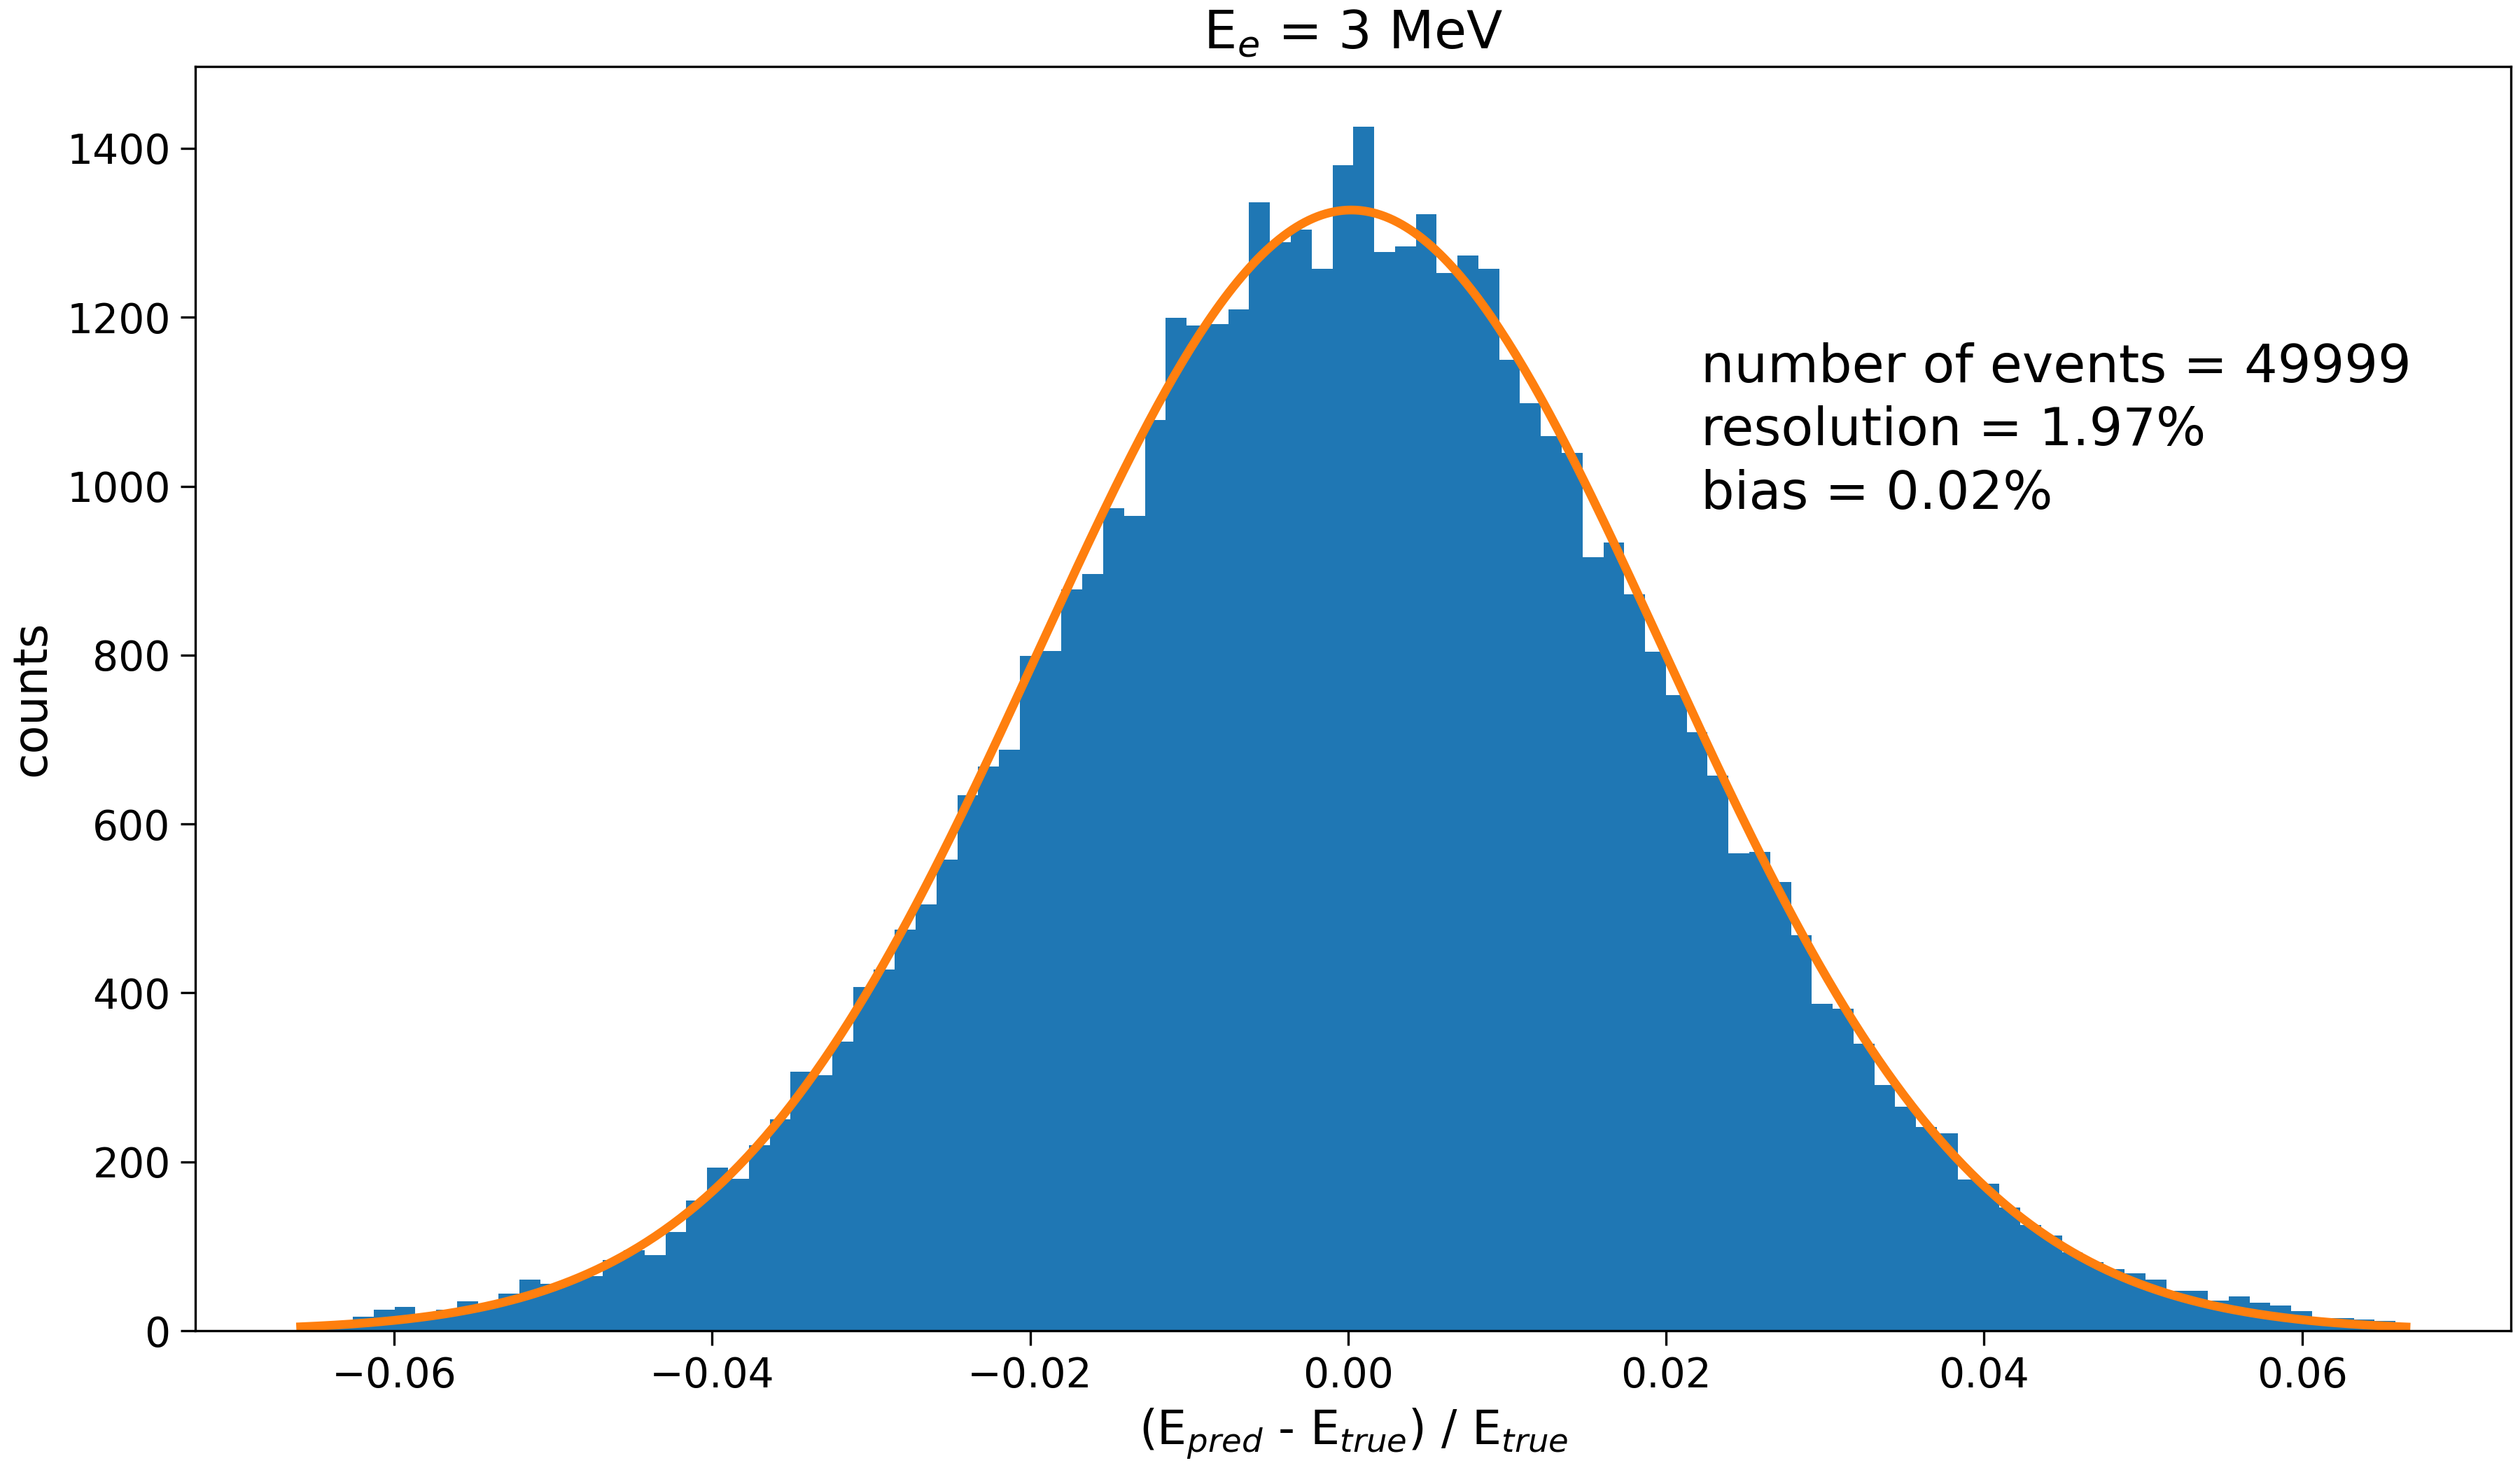 E_e = 3 MeV
1400
1200
1000
800
600
400
200
0
counts
number of events = 49999
resolution = 1.97%
bias = 0.02%
−0.06 −0.04 −0.02 0.00 0.02 0.04 0.06
(E_pred - E_true) / E_true